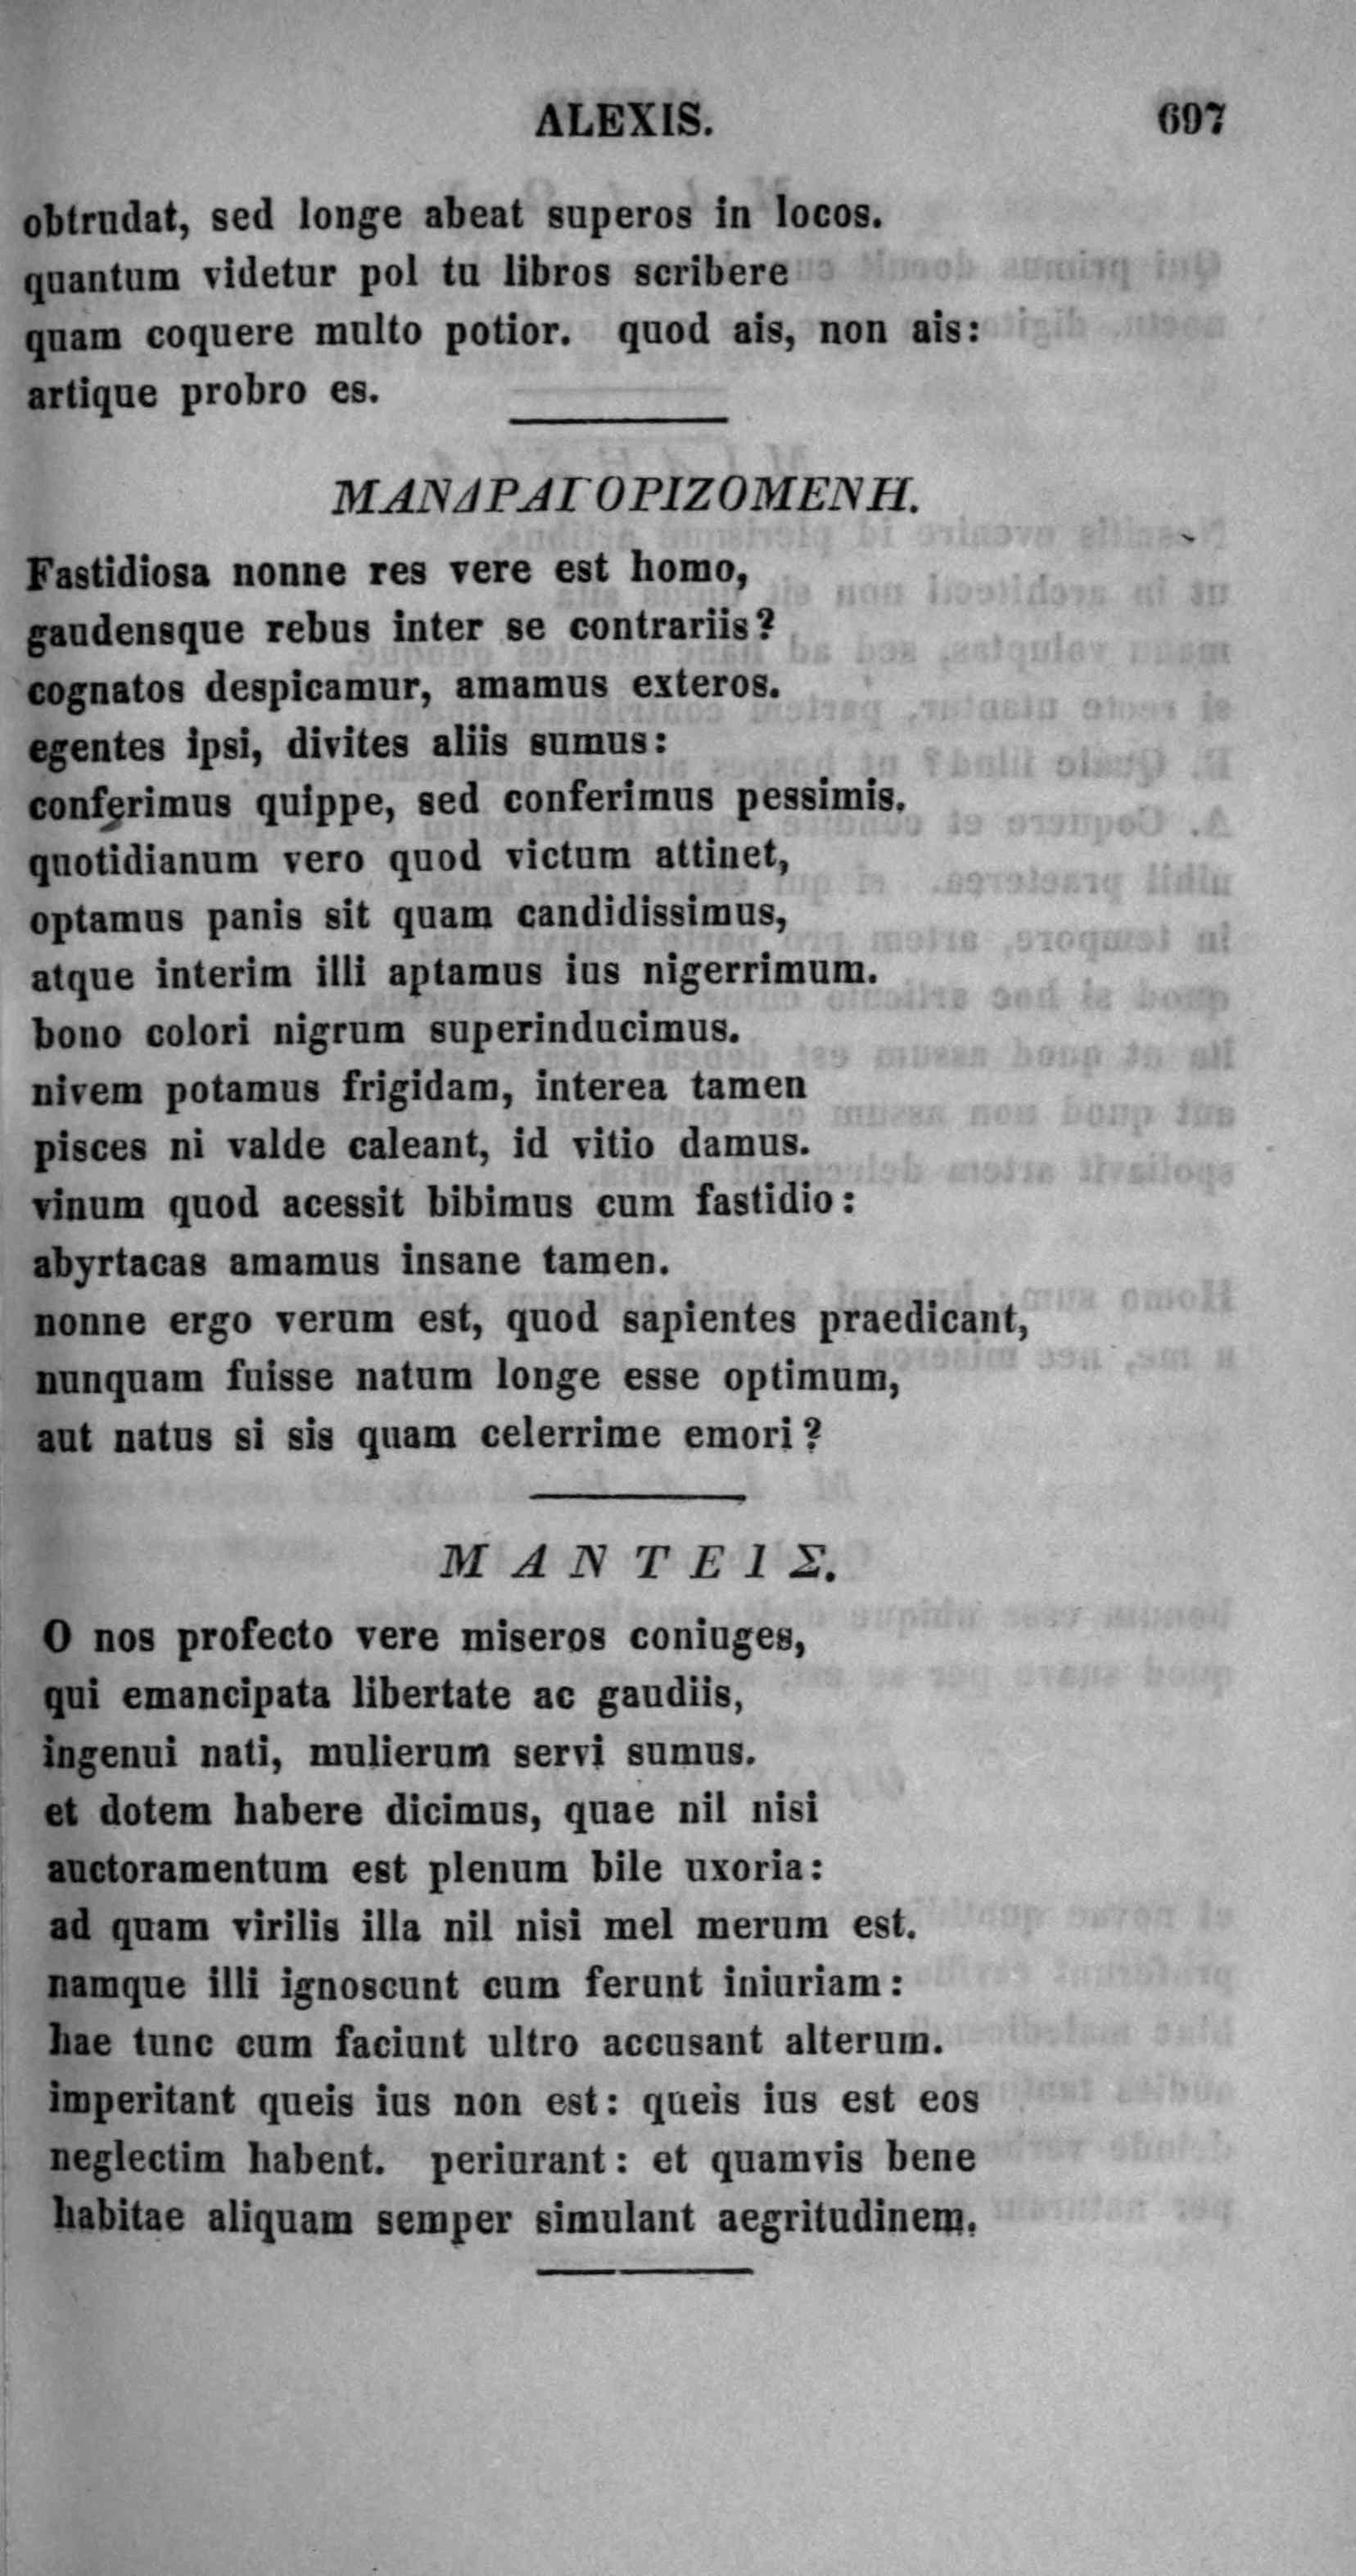 ALEXIS. 697
obtrudat, sed longe abeat superos in locos.
quantum videtur pol tu libros scribere
quam coquere multo potior. quod ais, non ais:
artique probro es.
ΜΑΝΔΡΑΓΟΡΙΖΟΜΕΝΗ.
Fastidiosa nonne res vere est homo,
gaudensque rebus inter se contrariis?
cognatos despicamur, amamus exteros.
egentes ipsi, divites aliis sumus:
conferimus quippe, sed conferimus pessimis.
quotidianum vero quod victum attinet,
optamus panis sit quam candidissimus,
atque interim illi aptamus ius nigerrimum.
bono colori nigrum superinducimus.
nivem potamus frigidam, interea tamen
pisces ni valde caleant, id vitio damus.
vinum quod acessit bibimus cum fastidio:
abyrtacas amamus insane tamen.
nonne ergo verum est, quod sapientes praedicant,
nunquam fuisse natum longe esse optimum,
aut natus si sis quam celerrime emori?
ΜΑΝΤΕΙΣ.
O nos profecto vere miseros coniuges,
qui emancipata libertate ac gaudiis,
ingenui nati, mulierum servi sumus.
et dotem habere dicimus, quae nil nisi
auctoramentum est plenum bile uxoria:
ad quam virilis illa nil nisi mel merum est.
namque illi ignoscunt cum ferunt iniuriam:
hae tunc cum faciunt ultro accusant alterum.
imperitant queis ius non est: queis ius est eos
neglectim habent. periurant: et quamvis bene
habitae aliquam semper simulant aegritudinem.